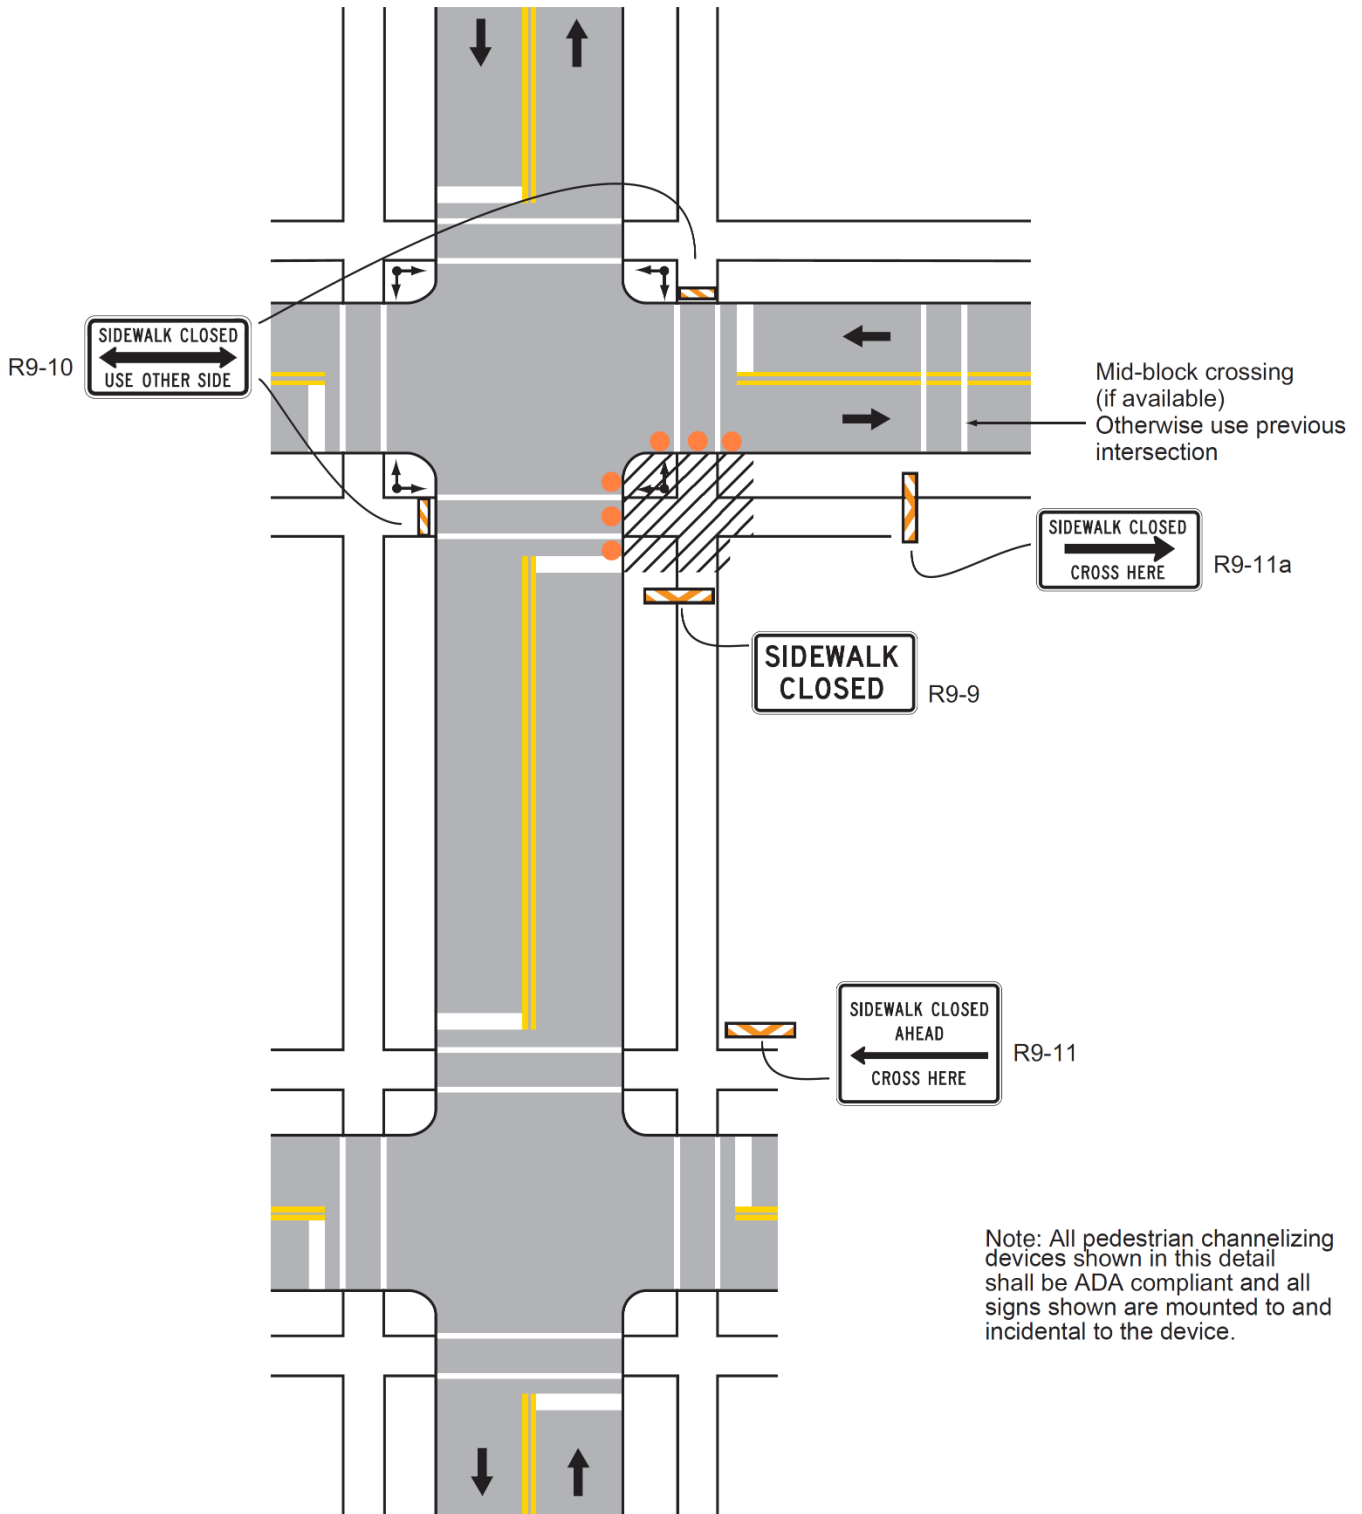 SIDEWALK CLOSED
USE OTHER SIDE
R9-10
Mid-block crossing
(if available)
Otherwise use previous
intersection
SIDEWALK CLOSED
CROSS HERE
R9-11a
SIDEWALK
CLOSED
R9-9
SIDEWALK CLOSED
AHEAD
CROSS HERE
R9-11
Note: All pedestrian channelizing
devices shown in this detail
shall be ADA compliant and all
signs shown are mounted to and
incidental to the device.